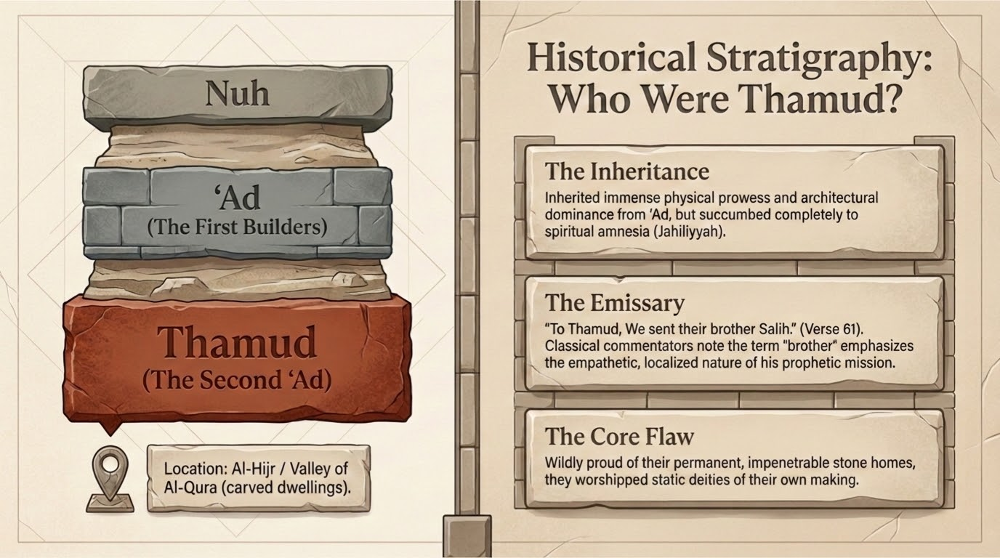 Nuh
‘Ad
(The First Builders)
Thamud
(The Second ‘Ad)
Location: Al-Hijr / Valley of
Al-Qura (carved dwellings).
Historical Stratigraphy:
Who Were Thamud?
The Inheritance
Inherited immense physical prowess and architectural
dominance from ’Ad, but succumbed completely to
spiritual amnesia (Jahiliyyah).
The Emissary
"To Thamud, We sent their brother Salih." (Verse 61).
Classical commentators note the term "brother" emphasizes
the empathetic, localized nature of his prophetic mission.
The Core Flaw
Wildly proud of their permanent, impenetrable stone homes,
they worshipped static deities of their own making.